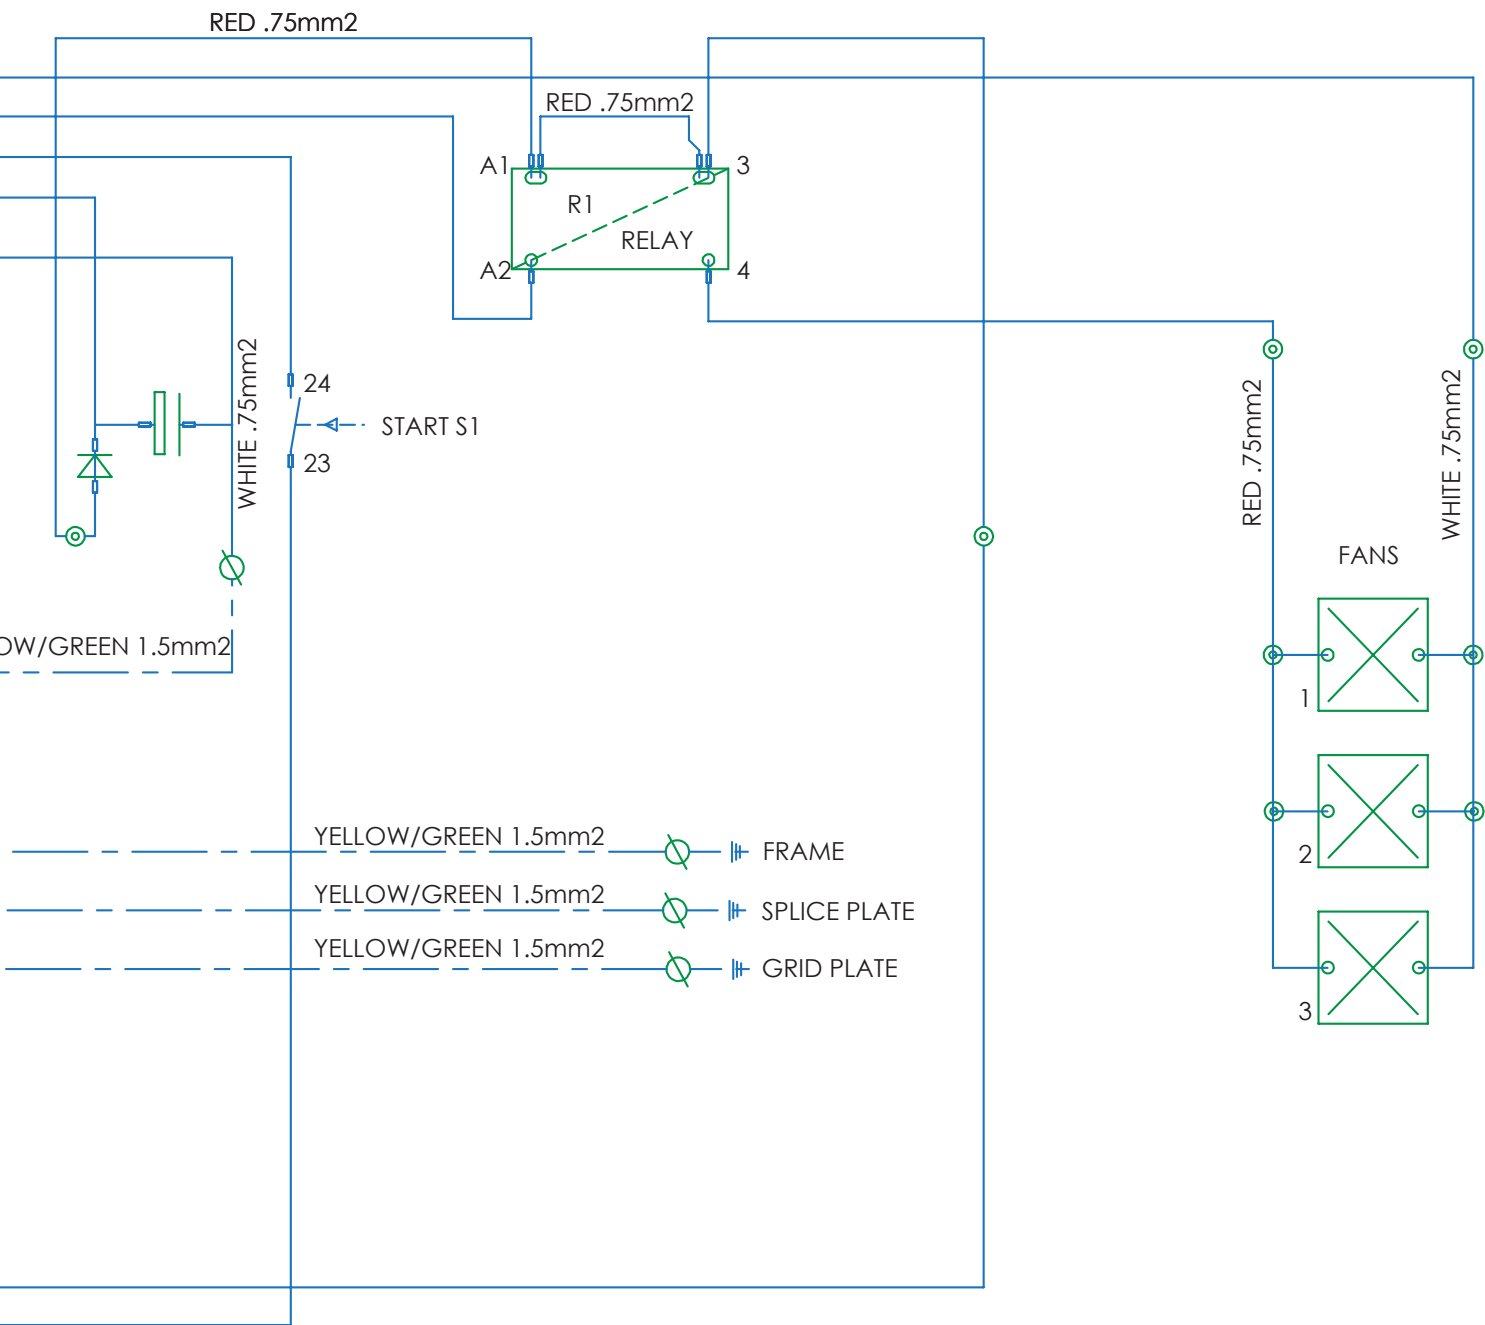 RED .75mm2
RED .75mm2
A1
3
R1
RELAY
A2
4
WHITE .75mm2
24
START S1
23
RED .75mm2
WHITE .75mm2
FANS
OW/GREEN 1.5mm2
1
YELLOW/GREEN 1.5mm2
FRAME
2
YELLOW/GREEN 1.5mm2
SPLICE PLATE
YELLOW/GREEN 1.5mm2
GRID PLATE
3